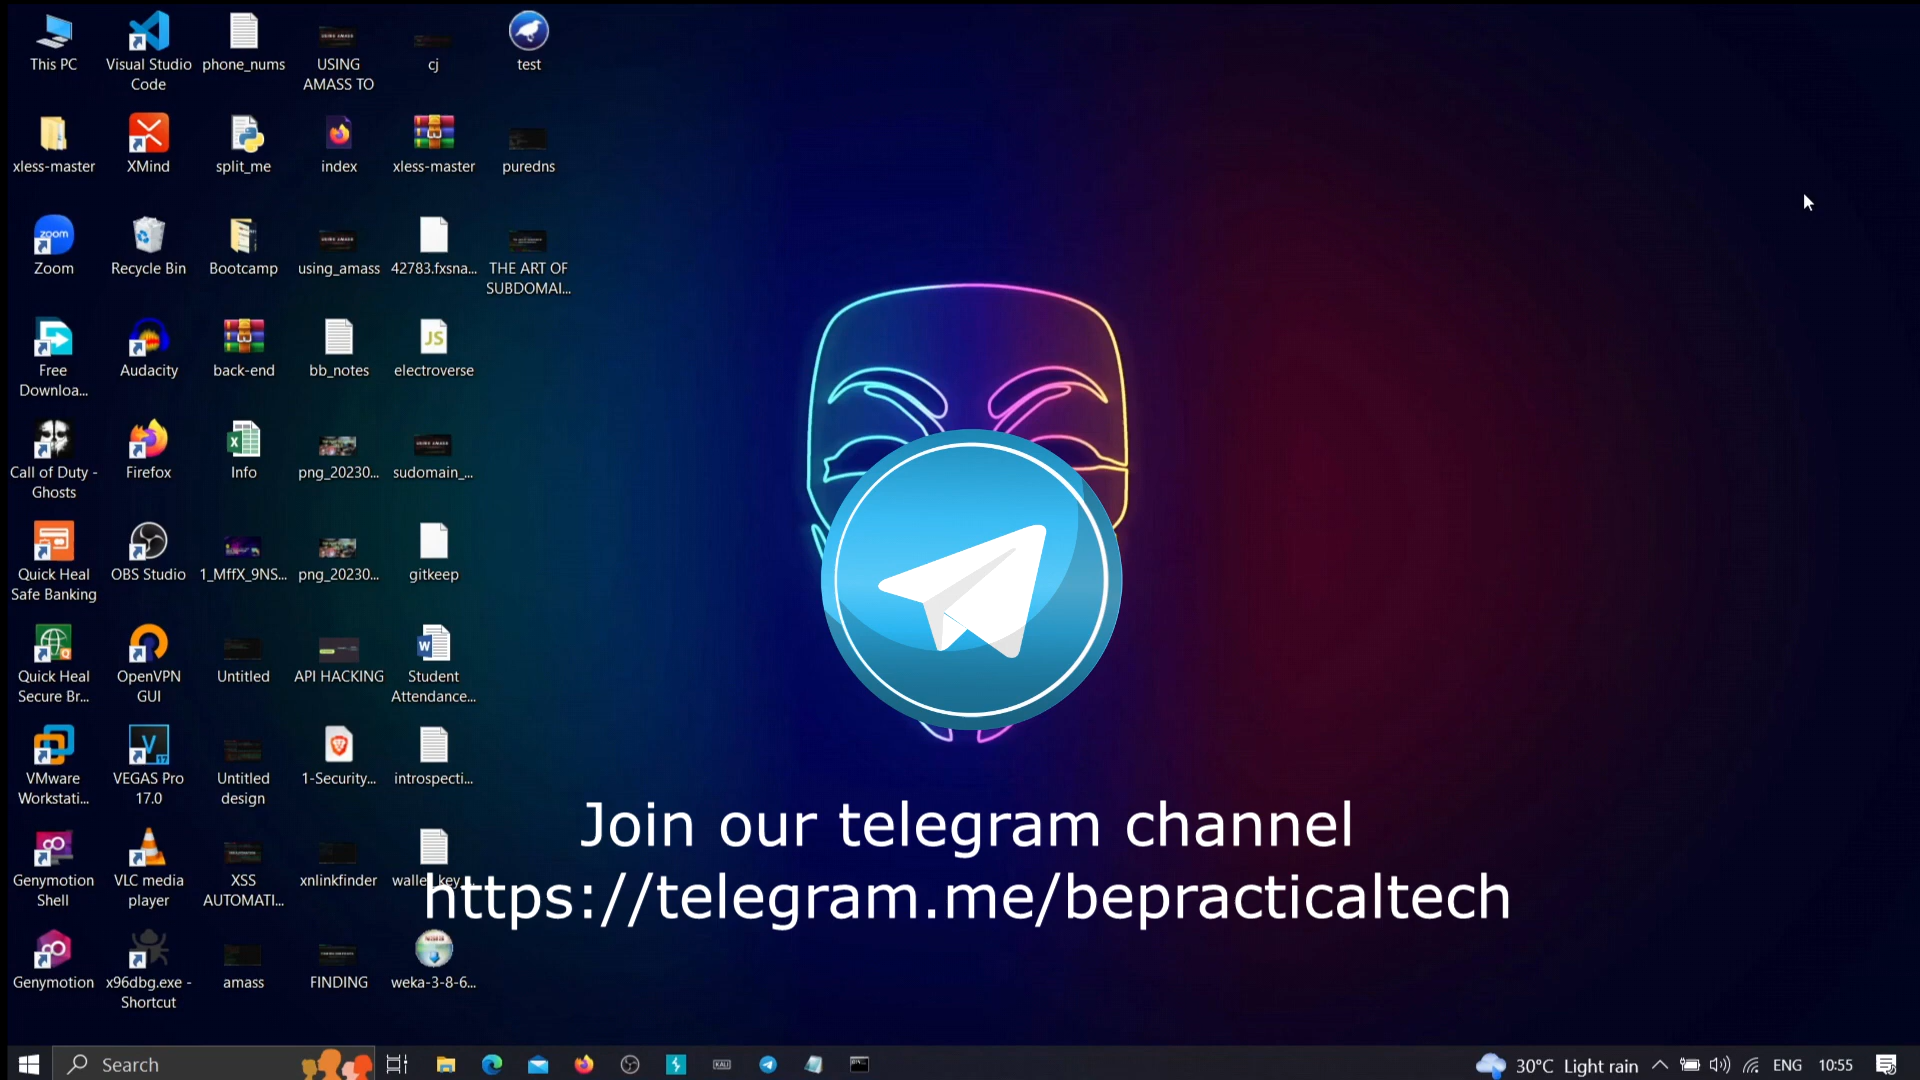 This PC
Visual Studio
Code
phone_nums
USING
AMASS TO
cj
test
xless-master
XMind
split_me
index
xless-master
puredns
zoom
Zoom
Recycle Bin
Bootcamp
using_amass
42783.fxsna...
THE ART OF
SUBDOMAI...
Free
Downloa...
Audacity
back-end
bb_notes
JS
electroverse
Call of Duty -
Ghosts
Firefox
Info
png_20230...
sudomain_...
Quick Heal
Safe Banking
OBS Studio
1_MffX_9NS...
png_20230...
gitkeep
Quick Heal
Secure Br...
OpenVPN
GUI
Untitled
API HACKING
Student
Attendance...
VMware
Workstati...
VEGAS Pro
17.0
Untitled
design
1-Security...
introspecti...
Genymotion
Shell
VLC media
player
XSS
AUTOMATI...
xnlinkfinder
Genymotion
x96dbg.exe -
Shortcut
amass
FINDING
weka-3-8-6...
Join our telegram channel
https://telegram.me/bepracticaltech
Search
30°C Light rain
ENG
10:55